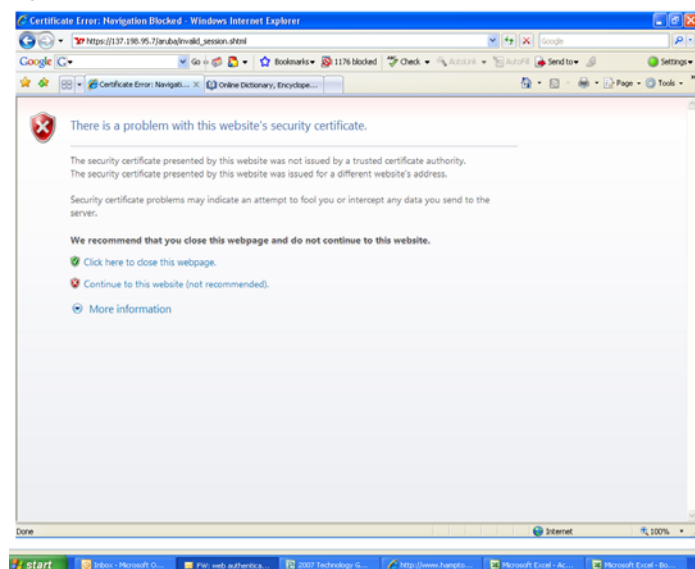 Certificate Error: Navigation Blocked - Windows Internet Explorer
https://137.198.95.7/aruba/invalid_session.shtml
Google
Google G Go Bookmarks 1176 blocked Check AutoLink AutoFill Send to Settings
Certificate Error: Navigati... X Online Dictionary, Encyclope... Page Tools
There is a problem with this website's security certificate.
The security certificate presented by this website was not issued by a trusted certificate authority.
The security certificate presented by this website was issued for a different website's address.
Security certificate problems may indicate an attempt to fool you or intercept any data you send to the
server.
We recommend that you close this webpage and do not continue to this website.
Click here to close this webpage.
Continue to this website (not recommended).
More information
Done Internet 100%
start Inbox - Microsoft O... FW: web authentica... 2007 Technology G... http://www.hampto... Microsoft Excel - Ac... Microsoft Excel - Bo...